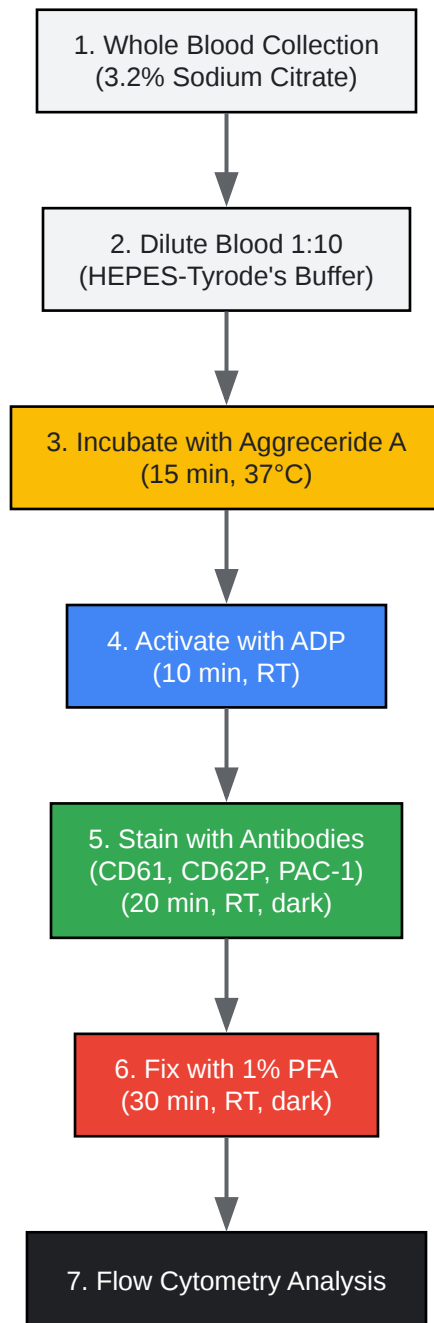 1. Whole Blood Collection
(3.2% Sodium Citrate)
2. Dilute Blood 1:10
(HEPES-Tyrode's Buffer)
3. Incubate with Aggreceride A
(15 min, 37°C)
4. Activate with ADP
(10 min, RT)
5. Stain with Antibodies
(CD61, CD62P, PAC-1)
(20 min, RT, dark)
6. Fix with 1% PFA
(30 min, RT, dark)
7. Flow Cytometry Analysis